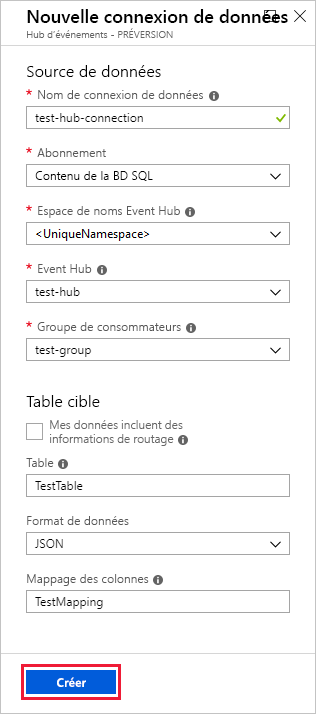 Nouvelle connexion de données
Hub d'événements - PRÉVERSION
Source de données
* Nom de connexion de données
test-hub-connection
* Abonnement
Contenu de la BD SQL
* Espace de noms Event Hub
<UniqueNamespace>
* Event Hub
test-hub
* Groupe de consommateurs
test-group
Table cible
Mes données incluent des
informations de routage
Table
TestTable
Format de données
JSON
Mappage des colonnes
TestMapping
Créer